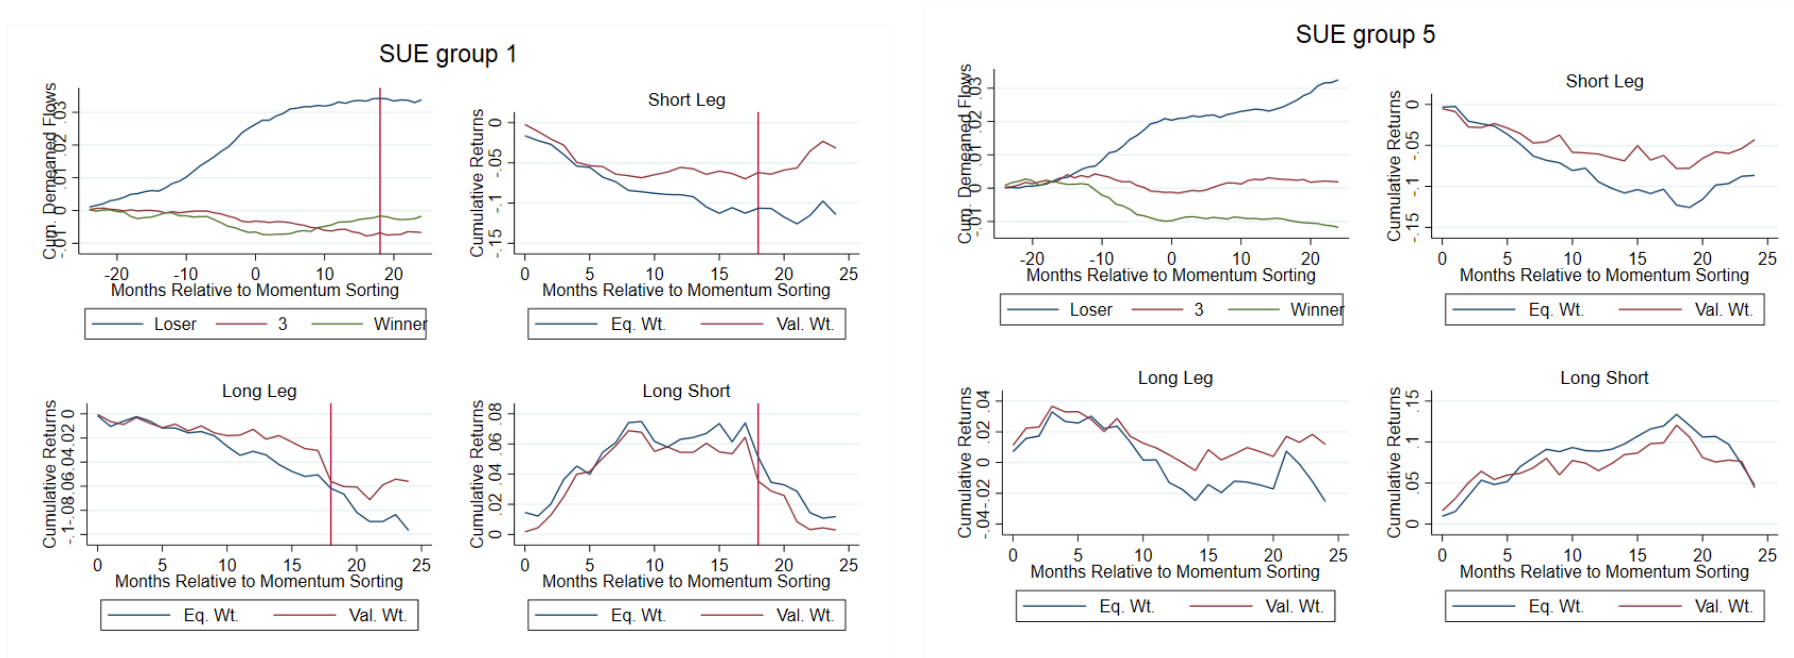 SUE group 1
Cum. Demeaned Flows
-.01 0 .01 .02 .03
-20 -10 0 10 20
Months Relative to Momentum Sorting
Loser 3 Winner
Short Leg
Cumulative Returns
-.15 -.1 -.05 0
0 5 10 15 20 25
Months Relative to Momentum Sorting
Eq. Wt. Val. Wt.
Long Leg
Cumulative Returns
-.1 -.08 -.06 -.04 -.02 0
0 5 10 15 20 25
Months Relative to Momentum Sorting
Eq. Wt. Val. Wt.
Long Short
Cumulative Returns
0 .02 .04 .06 .08
0 5 10 15 20 25
Months Relative to Momentum Sorting
Eq. Wt. Val. Wt.
SUE group 5
Cum. Demeaned Flows
-.01 0 .01 .02 .03
-20 -10 0 10 20
Months Relative to Momentum Sorting
Loser 3 Winner
Short Leg
Cumulative Returns
-.15 -.1 -.05 0
0 5 10 15 20 25
Months Relative to Momentum Sorting
Eq. Wt. Val. Wt.
Long Leg
Cumulative Returns
-.04 -.02 0 .02 .04
0 5 10 15 20 25
Months Relative to Momentum Sorting
Eq. Wt. Val. Wt.
Long Short
Cumulative Returns
0 .05 .1 .15
0 5 10 15 20 25
Months Relative to Momentum Sorting
Eq. Wt. Val. Wt.